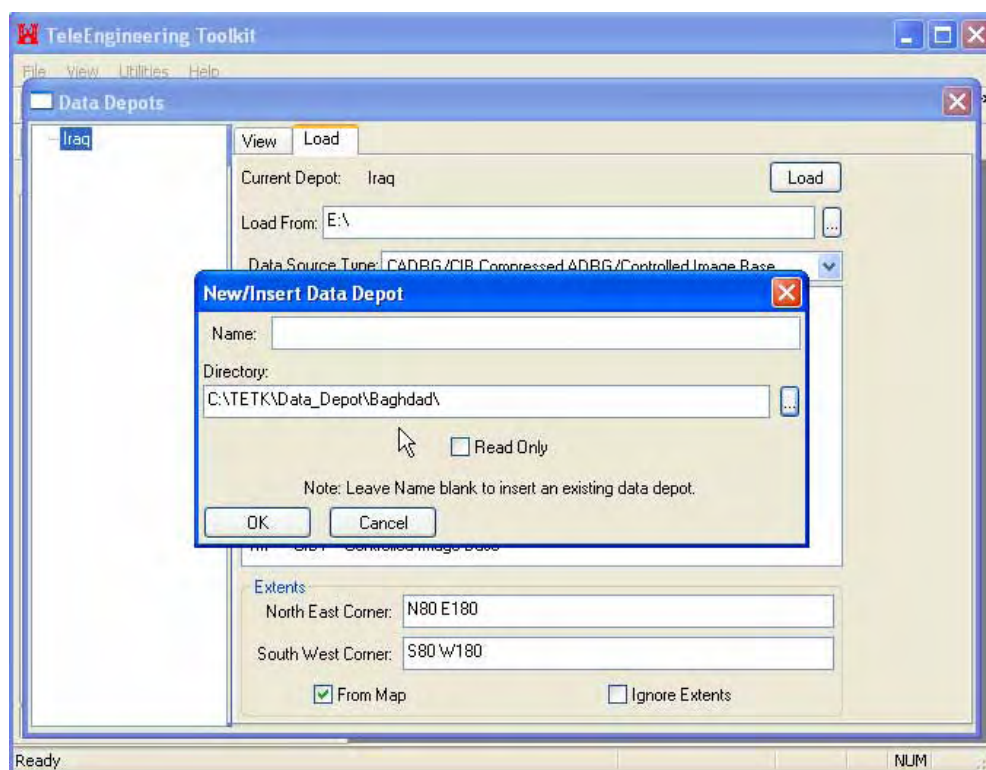 TeleEngineering Toolkit
File View Utilities Help
Data Depots
Iraq
View Load
Current Depot: Iraq Load
Load From: E:\ ...
Data Source Type: CADRG/CIB Compressed ADRG/Controlled Image Base
New/Insert Data Depot
Name:
Directory:
C:\TETK\Data_Depot\Baghdad\ ...
Read Only
Note: Leave Name blank to insert an existing data depot.
OK Cancel
Controlled Image Base
Extents
North East Corner: N80 E180
South West Corner: S80 W180
From Map Ignore Extents
Ready NUM